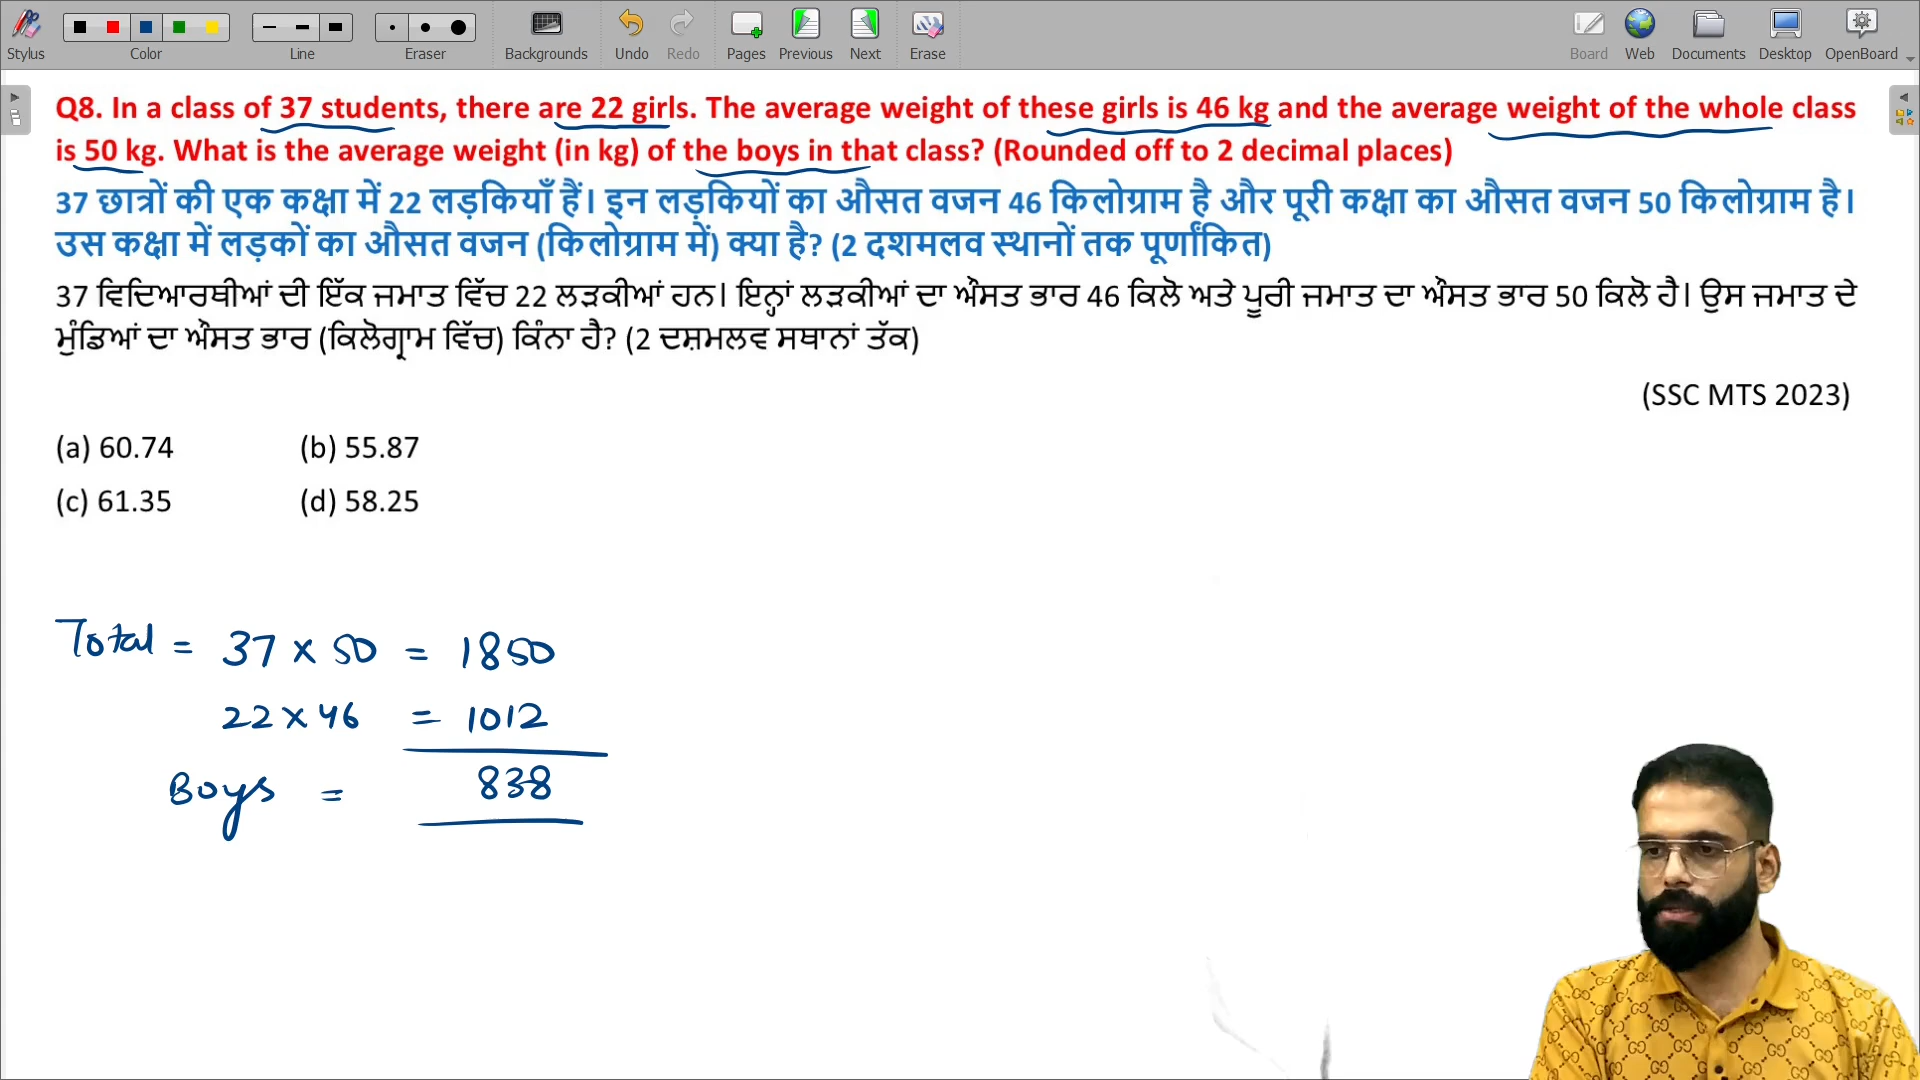 Stylus Color Line Eraser Backgrounds Undo Redo Pages Previous Next Erase Board Web Documents Desktop OpenBoard
Q8. In a class of 37 students, there are 22 girls. The average weight of these girls is 46 kg and the average weight of the whole class
is 50 kg. What is the average weight (in kg) of the boys in that class? (Rounded off to 2 decimal places)
37 छात्रों की एक कक्षा में 22 लड़कियाँ हैं। इन लड़कियों का औसत वजन 46 किलोग्राम है और पूरी कक्षा का औसत वजन 50 किलोग्राम है।
उस कक्षा में लड़कों का औसत वजन (किलोग्राम में) क्या है? (2 दशमलव स्थानों तक पूर्णांकित)
37 ਵਿਦਿਆਰਥੀਆਂ ਦੀ ਇੱਕ ਜਮਾਤ ਵਿੱਚ 22 ਲੜਕੀਆਂ ਹਨ। ਇਨ੍ਹਾਂ ਲੜਕੀਆਂ ਦਾ ਔਸਤ ਭਾਰ 46 ਕਿਲੋ ਅਤੇ ਪੂਰੀ ਜਮਾਤ ਦਾ ਔਸਤ ਭਾਰ 50 ਕਿਲੋ ਹੈ। ਉਸ ਜਮਾਤ ਦੇ
ਮੁੰਡਿਆਂ ਦਾ ਔਸਤ ਭਾਰ (ਕਿਲੋਗ੍ਰਾਮ ਵਿੱਚ) ਕਿੰਨਾ ਹੈ? (2 ਦਸ਼ਮਲਵ ਸਥਾਨਾਂ ਤੱਕ)
(SSC MTS 2023)
(a) 60.74 (b) 55.87
(c) 61.35 (d) 58.25
Total = 37 × 50 = 1850
22 × 46 = 1012
Boys = 838